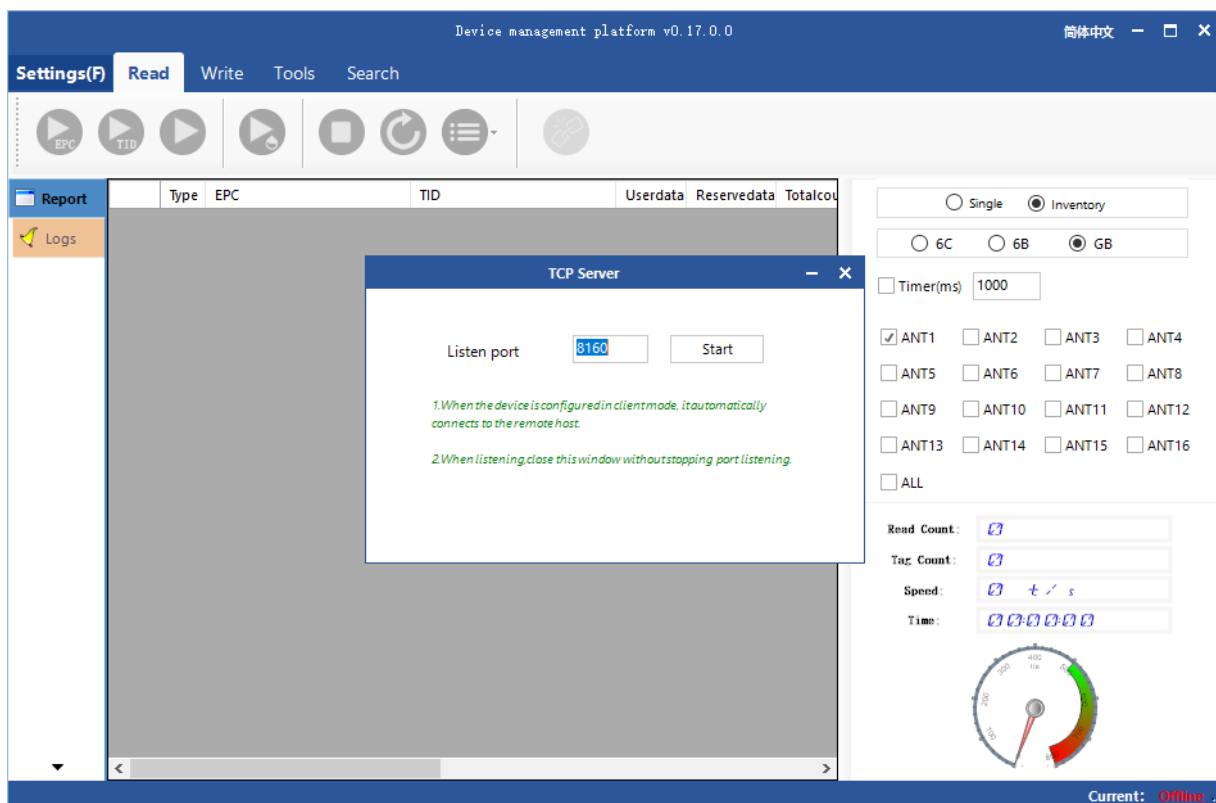 Device management platform v0.17.0.0
简体中文
Settings(F) Read Write Tools Search
EPC TID
Report
Logs
Type EPC TID Userdata Reservedata Totalcou
Single Inventory
6C 6B GB
Timer(ms) 1000
TCP Server
Listen port 8160 Start
1.When the device is configured in client mode, it automatically
connects to the remote host.
2.When listening,close this window without stopping port listening.
ANT1 ANT2 ANT3 ANT4
ANT5 ANT6 ANT7 ANT8
ANT9 ANT10 ANT11 ANT12
ANT13 ANT14 ANT15 ANT16
ALL
Read Count: 0
Tag Count: 0
Speed: 0 t/s
Time: 00:00:00
100 200 300 400
t/s
Current: Offline